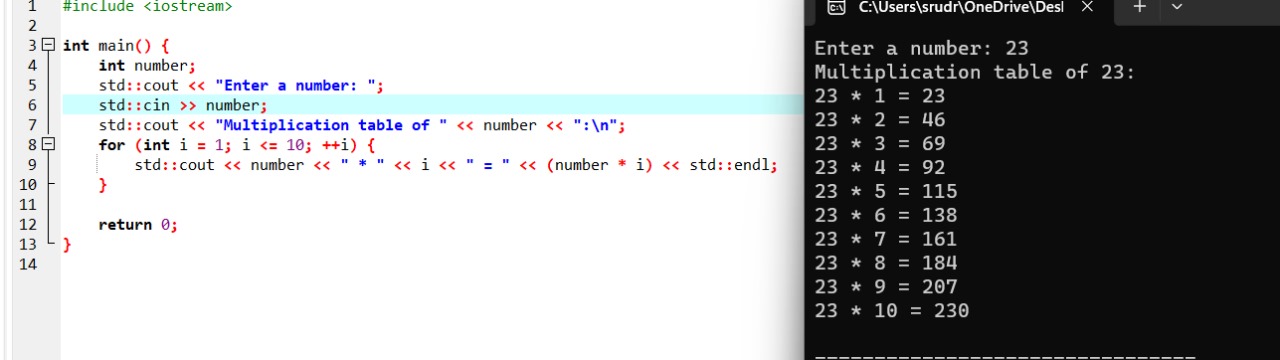 1 #include <iostream>
2
3 int main() {
4     int number;
5     std::cout << "Enter a number: ";
6     std::cin >> number;
7     std::cout << "Multiplication table of " << number << ":\n";
8     for (int i = 1; i <= 10; ++i) {
9         std::cout << number << " * " << i << " = " << (number * i) << std::endl;
10     }
11
12     return 0;
13 }
14
C:\Users\srudr\OneDrive\Desl
Enter a number: 23
Multiplication table of 23:
23 * 1 = 23
23 * 2 = 46
23 * 3 = 69
23 * 4 = 92
23 * 5 = 115
23 * 6 = 138
23 * 7 = 161
23 * 8 = 184
23 * 9 = 207
23 * 10 = 230
--------------------------------